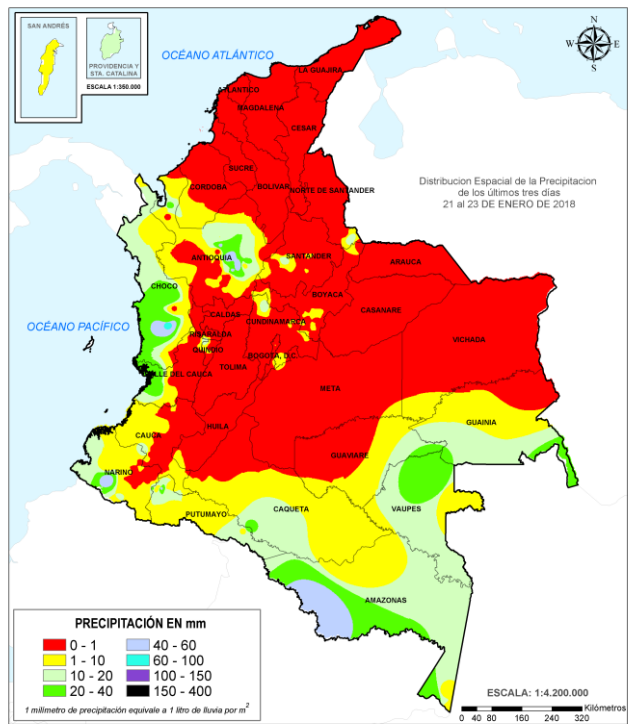 SAN ANDRÉS
PROVIDENCIA Y
STA. CATALINA
ESCALA 1:350.000
OCÉANO ATLÁNTICO
N
W E
S
LA GUAJIRA
ATLANTICO
MAGDALENA
CESAR
SUCRE
CORDOBA
BOLIVAR
NORTE DE SANTANDER
Distribucion Espacial de la Precipitacion
de los últimos tres días
21 al 23 DE ENERO DE 2018
ANTIOQUIA
SANTANDER
ARAUCA
CHOCO
BOYACA
CASANARE
OCÉANO PACÍFICO
CALDAS
CUNDINAMARCA
VICHADA
RISARALDA
QUINDIO
BOGOTA, D.C.
TOLIMA
VALLE DEL CAUCA
META
CAUCA
HUILA
GUAINIA
GUAVIARE
NARIÑO
PUTUMAYO
CAQUETA
VAUPES
AMAZONAS
PRECIPITACIÓN EN mm
0 - 1 40 - 60
1 - 10 60 - 100
10 - 20 100 - 150
20 - 40 150 - 400
1 milímetro de precipitación equivale a 1 litro de lluvia por m²
ESCALA: 1:4.200.000
Kilómetros
0 40 80 160 240 320